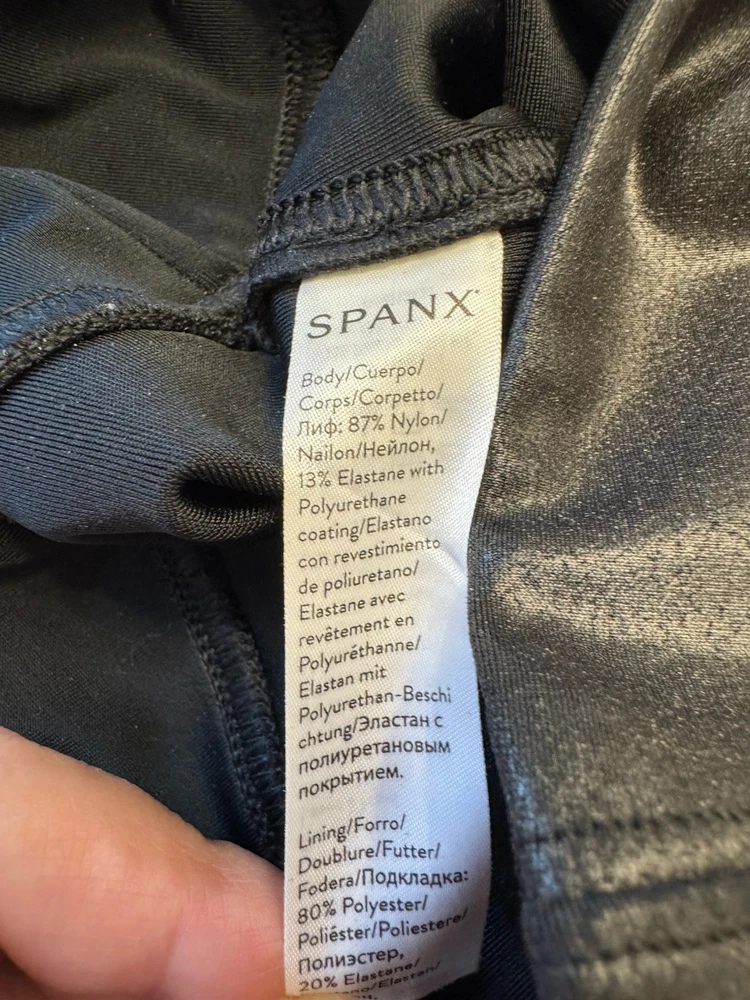 SPANX
Body/Cuerpo/
Corps/Corpetto/
Лиф: 87% Nylon/
Nailon/Нейлон,
13% Elastane with
Polyurethane
coating/Elastano
con revestimiento
de poliuretano/
Elastane avec
revêtement en
Polyuréthanne/
Elastan mit
Polyurethan-Beschi
chtung/Эластан с
полиуретановым
покрытием.
Lining/Forro/
Doublure/Futter/
Fodera/Подкладка:
80% Polyester/
Poliéster/Poliestere/
Полиэстер,
20% Elastane/